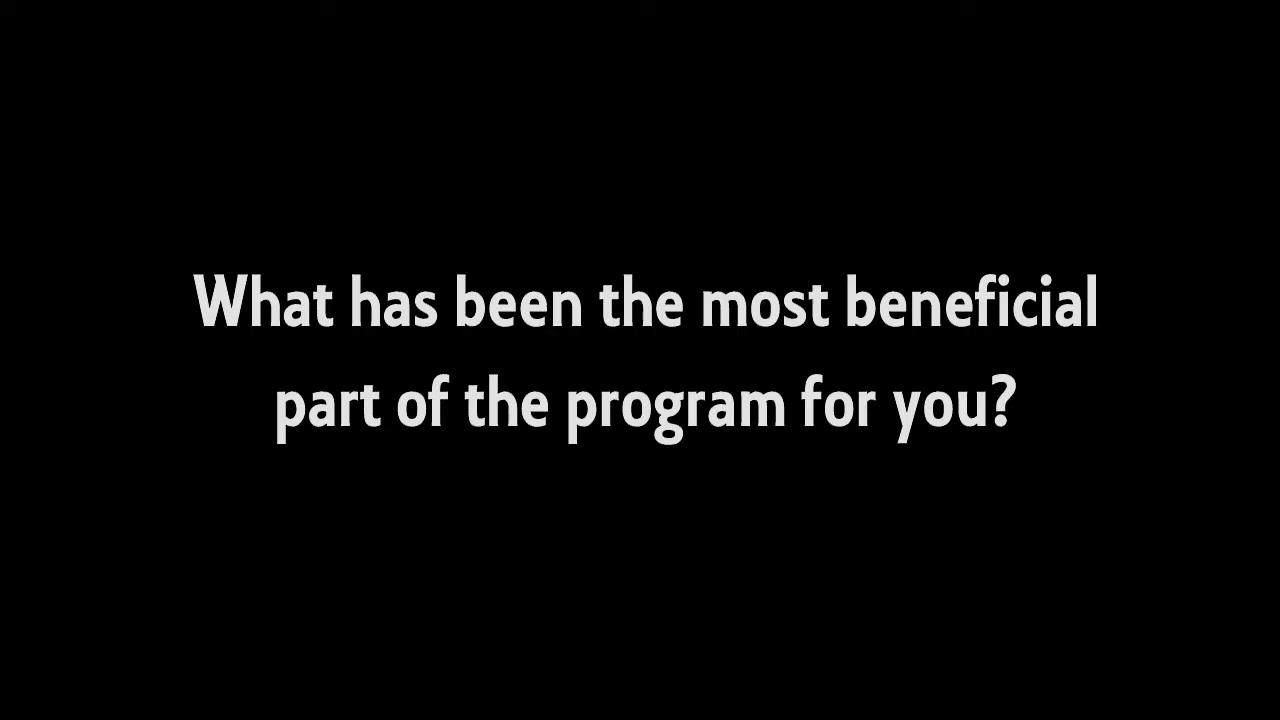 What has been the most beneficial
part of the program for you?